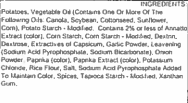 INGREDIENTS:
Potatoes, Vegetable Oil (Contains One Or More Of The
Following Oils: Canola, Soybean, Cottonseed, Sunflower,
Corn), Potato Starch - Modified. Contains 2% or less of Annatto
Extract (color), Corn Starch, Corn Starch - Modified, Dextrin,
Dextrose, Extractives of Capsicum, Garlic Powder, Leavening
(Sodium Acid Pyrophosphate, Sodium Bicarbonate), Onion
Powder, Paprika (color), Paprika Extract (color), Potassium
Chloride, Rice Flour, Salt, Sodium Acid Pyrophosphate Added
To Maintain Color, Spices, Tapioca Starch - Modified, Xanthan
Gum.